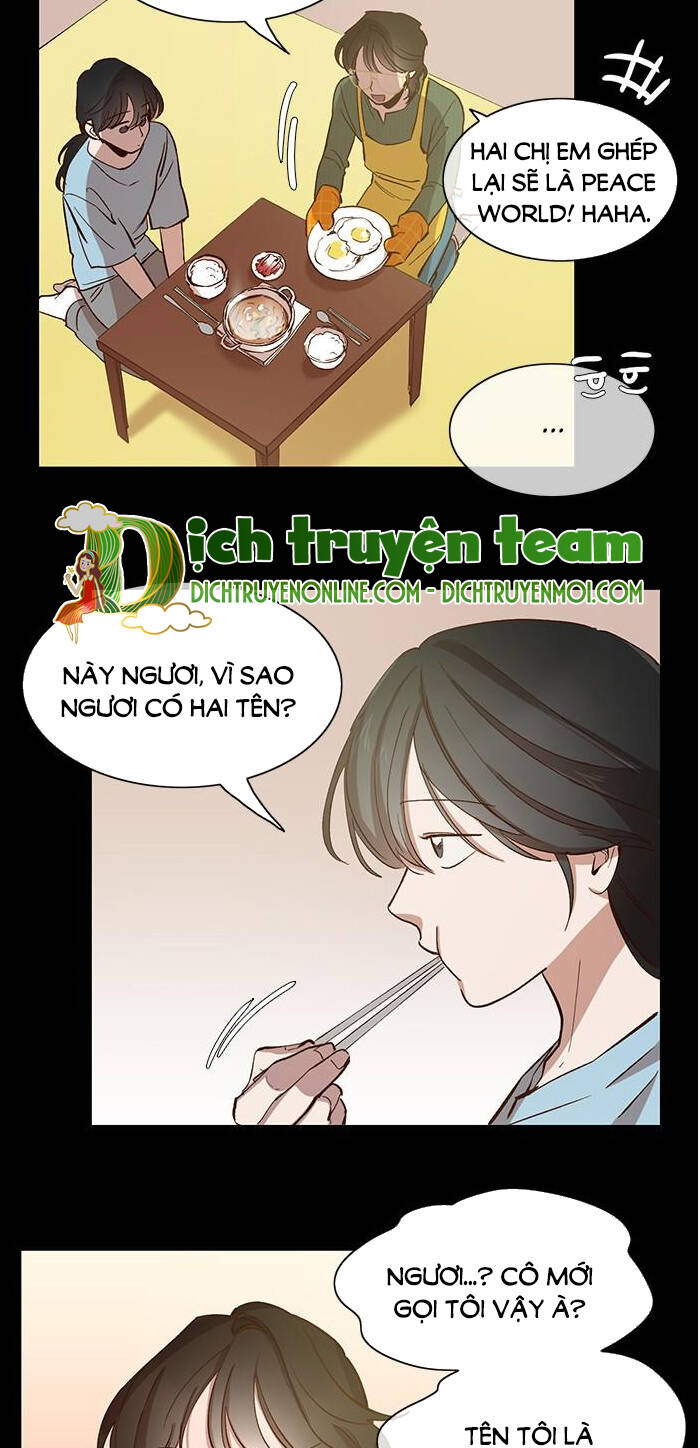 HAI CHỊ EM GHÉP
LẠI SẼ LÀ PEACE
WORLD! HAHA.
...
Dịch truyện team
DICHTRUYENONLINE.COM - DICHTRUYENMOI.COM
NÀY NGƯƠI, VÌ SAO
NGƯƠI CÓ HAI TÊN?
NGƯƠI...? CÔ MỚI
GỌI TÔI VẬY À?
TÊN TÔI LÀ